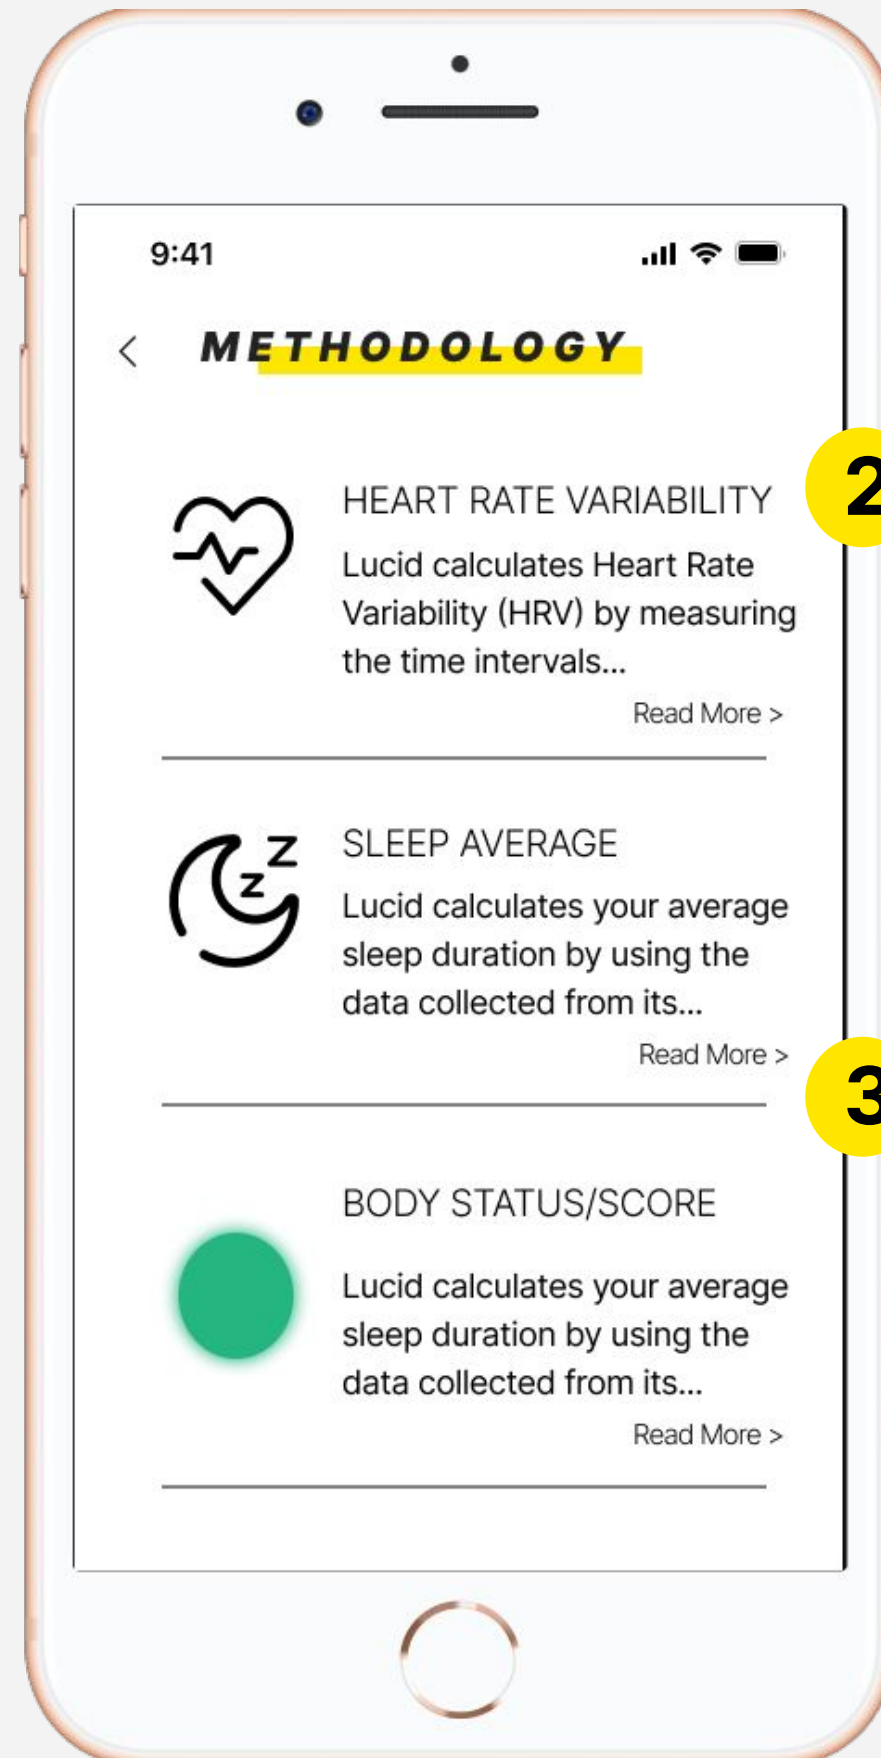 9:41
METHODOLOGY
2
HEART RATE VARIABILITY
Lucid calculates Heart Rate
Variability (HRV) by measuring
the time intervals...
Read More >
z z
SLEEP AVERAGE
Lucid calculates your average
sleep duration by using the
data collected from its...
Read More >
3
BODY STATUS/SCORE
Lucid calculates your average
sleep duration by using the
data collected from its...
Read More >